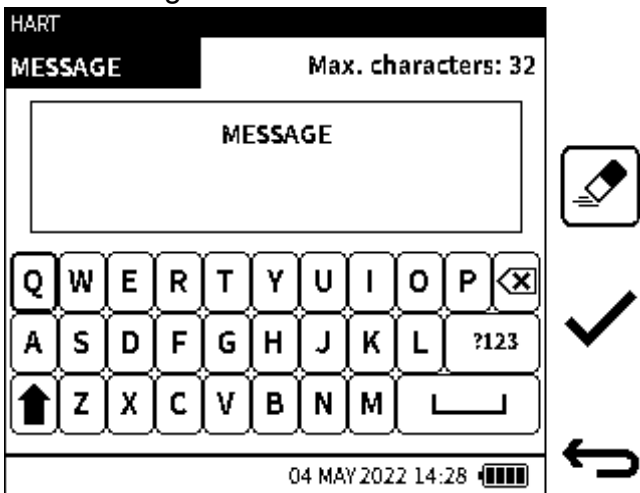 HART
MESSAGE Max. characters: 32
MESSAGE
Q W E R T Y U I O P
A S D F G H J K L ?123
Z X C V B N M
04 MAY 2022 14:28